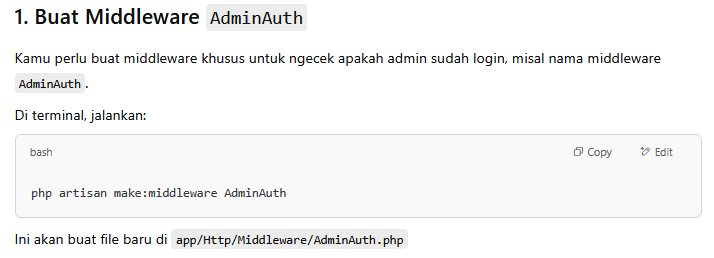 1. Buat Middleware AdminAuth
Kamu perlu buat middleware khusus untuk ngecek apakah admin sudah login, misal nama middleware
AdminAuth.
Di terminal, jalankan:
bash Copy Edit
php artisan make:middleware AdminAuth
Ini akan buat file baru di app/Http/Middleware/AdminAuth.php